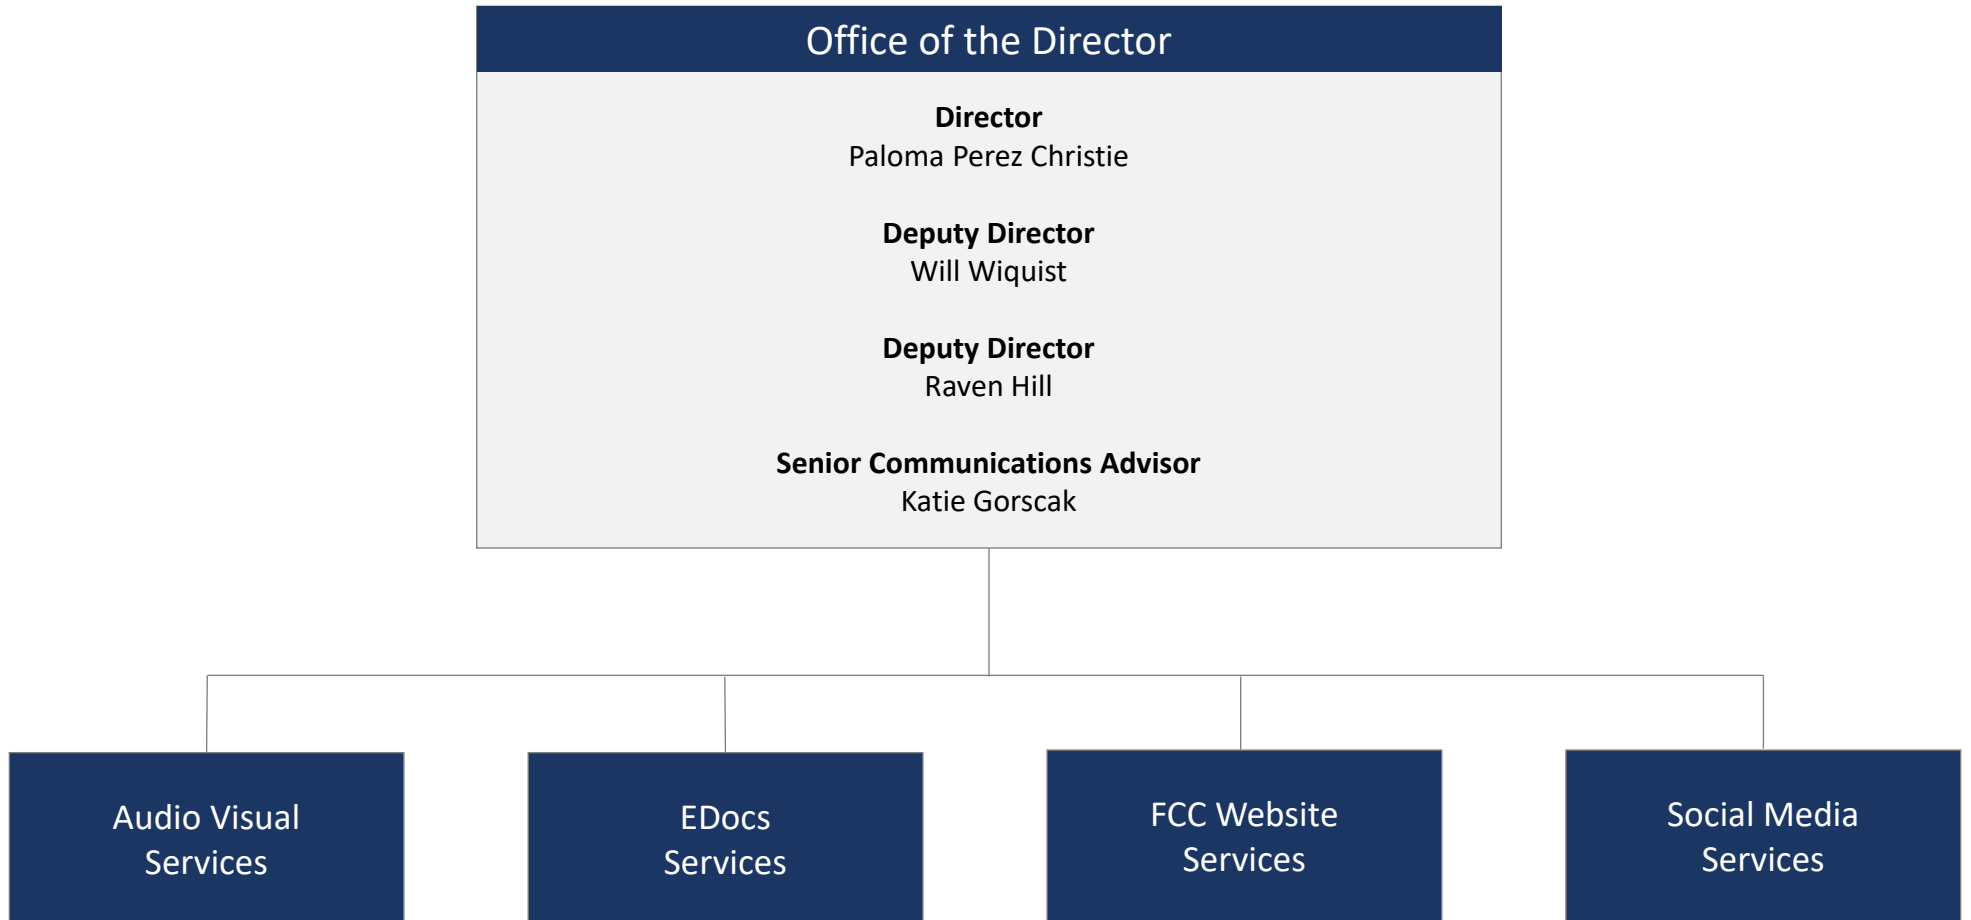 Office of the Director
Director
Paloma Perez Christie
Deputy Director
Will Wiquist
Deputy Director
Raven Hill
Senior Communications Advisor
Katie Gorscak
Audio Visual
Services
EDocs
Services
FCC Website
Services
Social Media
Services